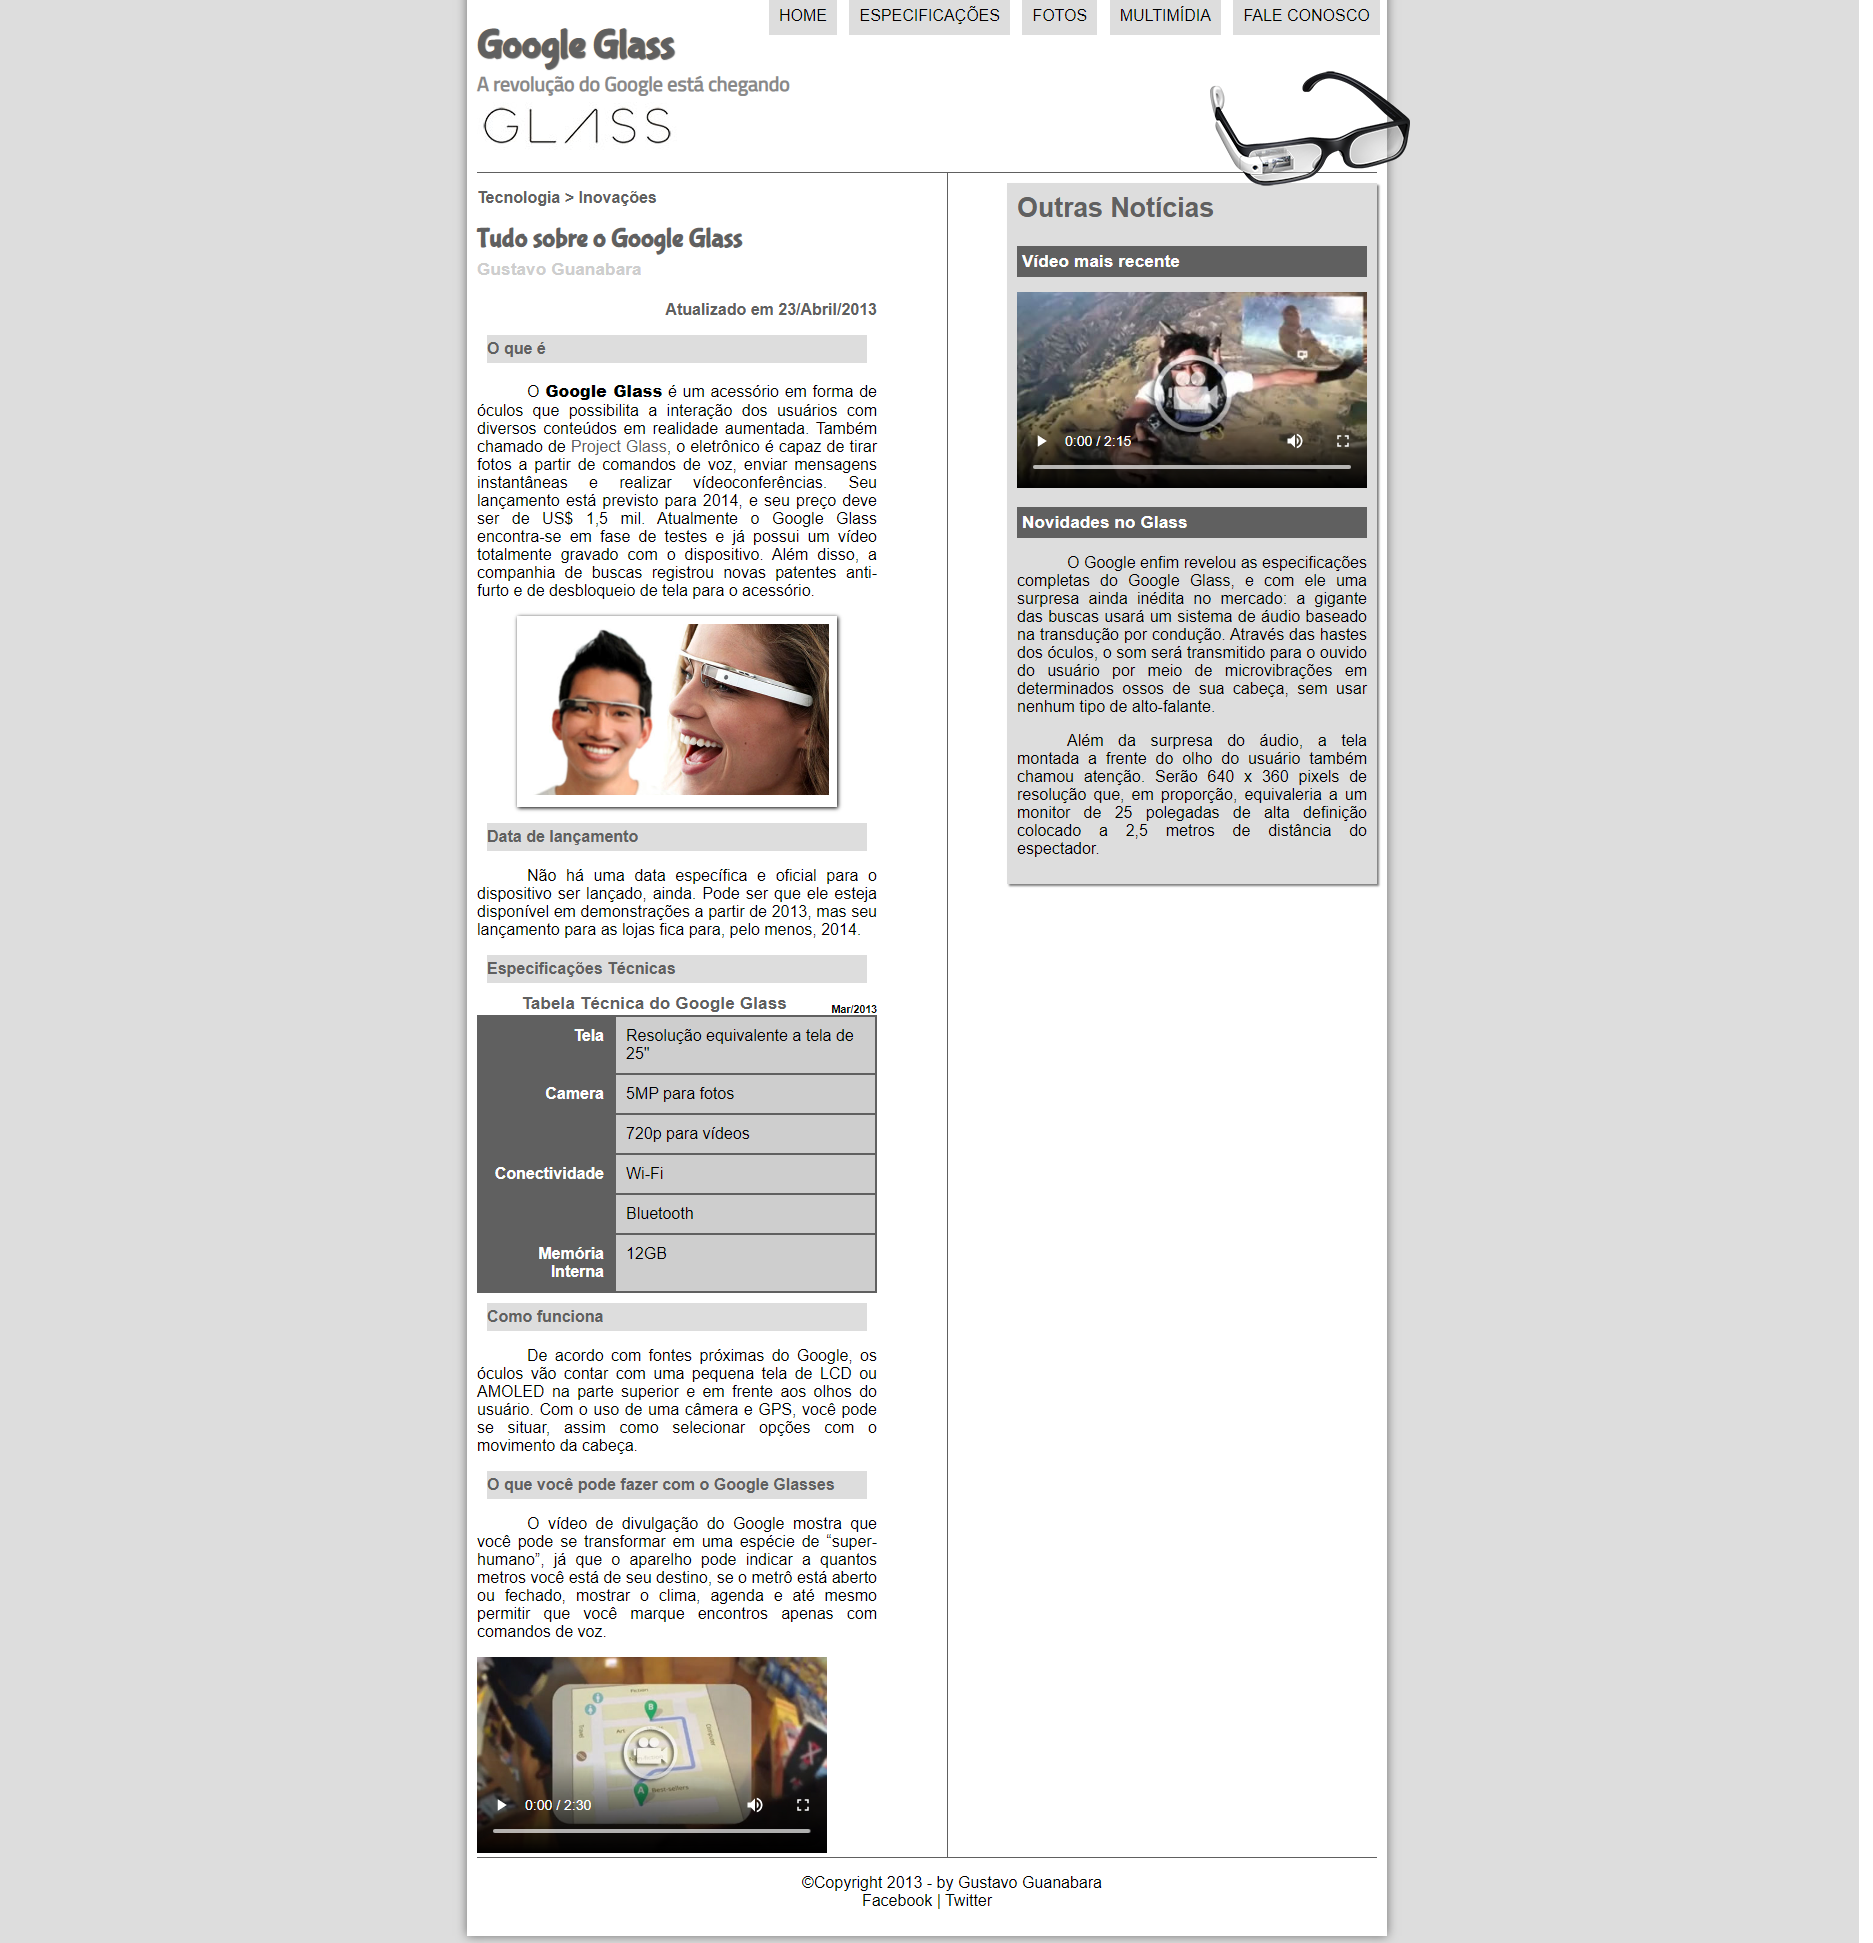 HOME ESPECIFICAÇÕES FOTOS MULTIMÍDIA FALE CONOSCO
Google Glass
A revolução do Google está chegando
GLASS
Tecnologia > Inovações
Tudo sobre o Google Glass
Gustavo Guanabara
Atualizado em 23/Abril/2013
O que é
O Google Glass é um acessório em forma de
óculos que possibilita a interação dos usuários com
diversos conteúdos em realidade aumentada. Também
chamado de Project Glass, o eletrônico é capaz de tirar
fotos a partir de comandos de voz, enviar mensagens
instantâneas e realizar vídeoconferências. Seu
lançamento está previsto para 2014, e seu preço deve
ser de US$ 1,5 mil. Atualmente o Google Glass
encontra-se em fase de testes e já possui um vídeo
totalmente gravado com o dispositivo. Além disso, a
companhia de buscas registrou novas patentes anti-
furto e de desbloqueio de tela para o acessório.
Data de lançamento
Não há uma data específica e oficial para o
dispositivo ser lançado, ainda. Pode ser que ele esteja
disponível em demonstrações a partir de 2013, mas seu
lançamento para as lojas fica para, pelo menos, 2014.
Especificações Técnicas
Tabela Técnica do Google Glass Mar/2013
Tela Resolução equivalente a tela de
25"
Camera 5MP para fotos
720p para vídeos
Conectividade Wi-Fi
Bluetooth
Memória 12GB
Interna
Como funciona
De acordo com fontes próximas do Google, os
óculos vão contar com uma pequena tela de LCD ou
AMOLED na parte superior e em frente aos olhos do
usuário. Com o uso de uma câmera e GPS, você pode
se situar, assim como selecionar opções com o
movimento da cabeça.
O que você pode fazer com o Google Glasses
O vídeo de divulgação do Google mostra que
você pode se transformar em uma espécie de “super-
humano”, já que o aparelho pode indicar a quantos
metros você está de seu destino, se o metrô está aberto
ou fechado, mostrar o clima, agenda e até mesmo
permitir que você marque encontros apenas com
comandos de voz.
B
Art
Travel
Computer
A Best-sellers
0:00 / 2:30
Outras Notícias
Vídeo mais recente
0:00 / 2:15
Novidades no Glass
O Google enfim revelou as especificações
completas do Google Glass, e com ele uma
surpresa ainda inédita no mercado: a gigante
das buscas usará um sistema de áudio baseado
na transdução por condução. Através das hastes
dos óculos, o som será transmitido para o ouvido
do usuário por meio de microvibrações em
determinados ossos de sua cabeça, sem usar
nenhum tipo de alto-falante.
Além da surpresa do áudio, a tela
montada a frente do olho do usuário também
chamou atenção. Serão 640 x 360 pixels de
resolução que, em proporção, equivaleria a um
monitor de 25 polegadas de alta definição
colocado a 2,5 metros de distância do
espectador.
©Copyright 2013 - by Gustavo Guanabara
Facebook | Twitter